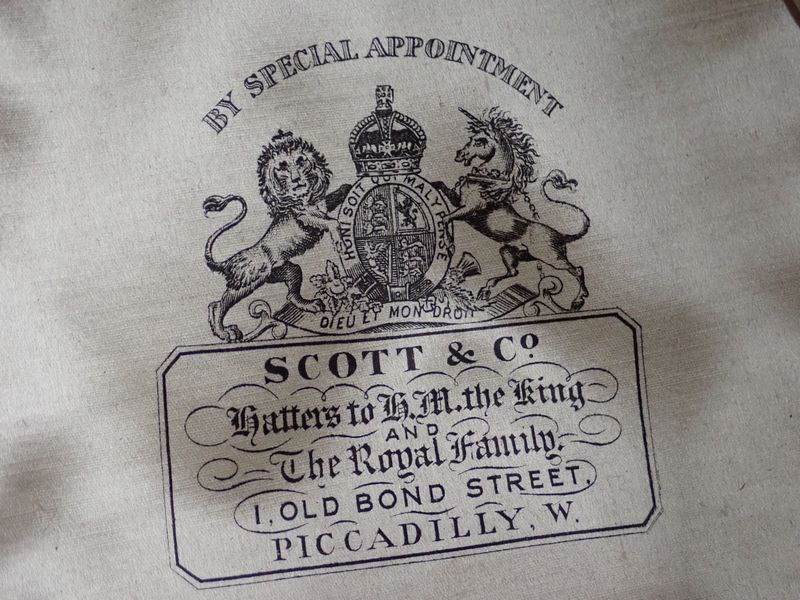 BY SPECIAL APPOINTMENT
HONI SOIT QUI MAL Y PENSE
DIEU ET MON DROIT
SCOTT & Cº
Hatters to H.M. the King
AND
The Royal Family.
1, OLD BOND STREET,
PICCADILLY, W.